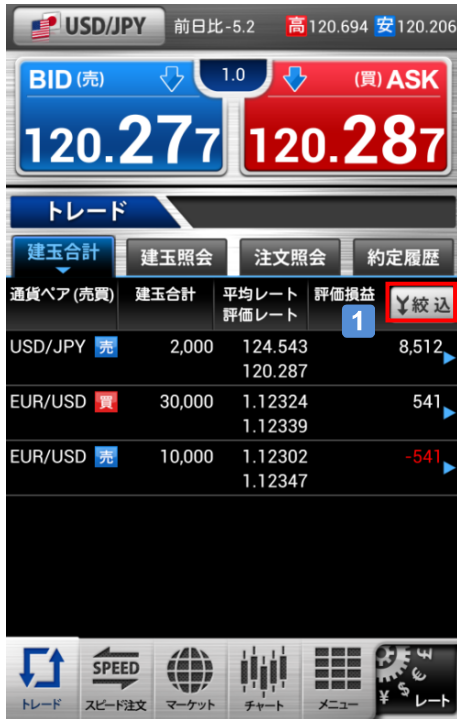 USD/JPY 前日比-5.2 高 120.694 安 120.206
BID (売) 1.0 (買) ASK
120.277 120.287
トレード
建玉合計 建玉照会 注文照会 約定履歴
通貨ペア (売買) 建玉合計 平均レート 評価損益 絞込
評価レート 1
USD/JPY 売 2,000 124.543 8,512
120.287
EUR/USD 買 30,000 1.12324 541
1.12339
EUR/USD 売 10,000 1.12302 -541
1.12347
SPEED ¥ $ €
トレード スピード注文 マーケット チャート メニュー レート